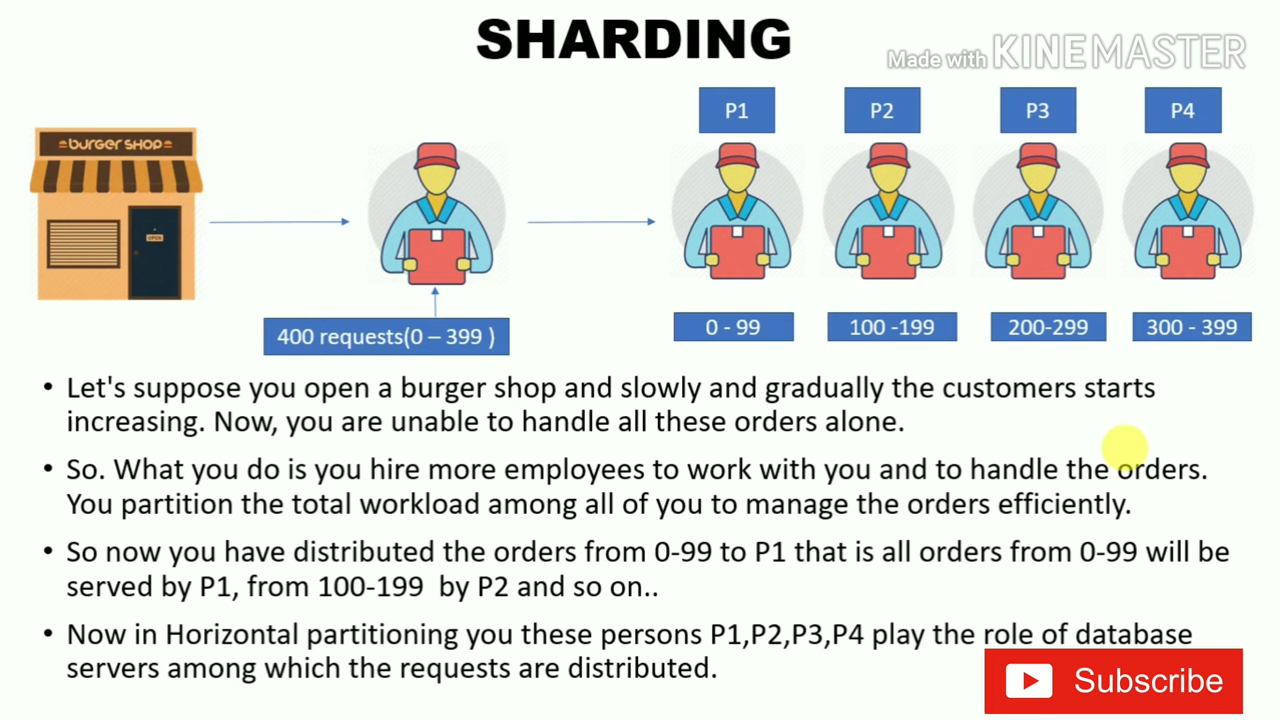 SHARDING
Made with KINEMASTER
P1
P2
P3
P4
BURGER SHOP
OPEN
400 requests(0 – 399 )
0 - 99
100 -199
200-299
300 - 399
• Let's suppose you open a burger shop and slowly and gradually the customers starts
increasing. Now, you are unable to handle all these orders alone.
• So. What you do is you hire more employees to work with you and to handle the orders.
You partition the total workload among all of you to manage the orders efficiently.
• So now you have distributed the orders from 0-99 to P1 that is all orders from 0-99 will be
served by P1, from 100-199 by P2 and so on..
• Now in Horizontal partitioning you these persons P1,P2,P3,P4 play the role of database
servers among which the requests are distributed.
Subscribe